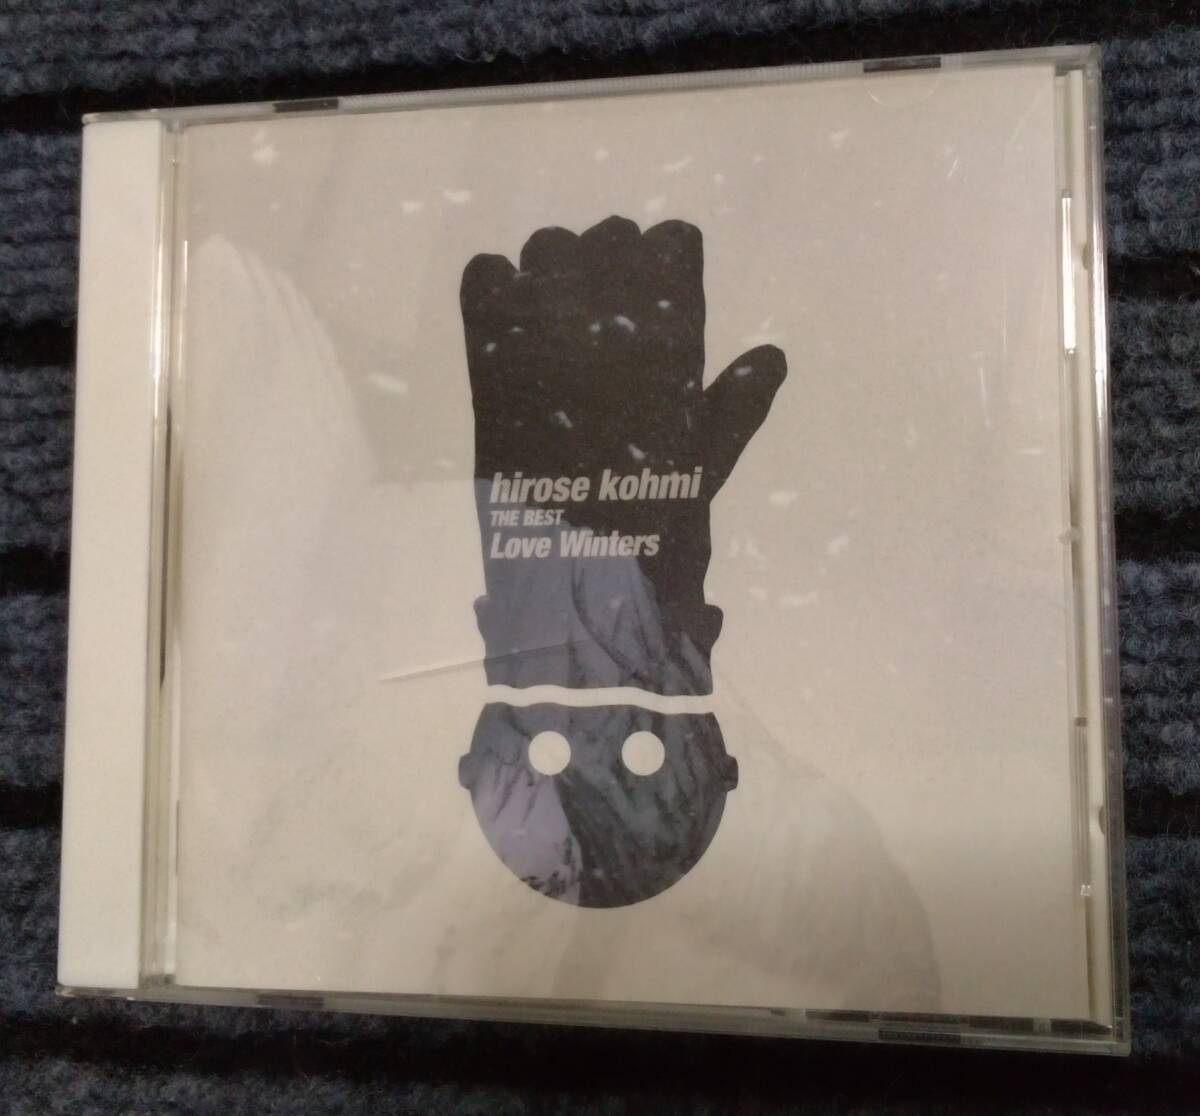 hirose kohmi
THE BEST
Love Winters